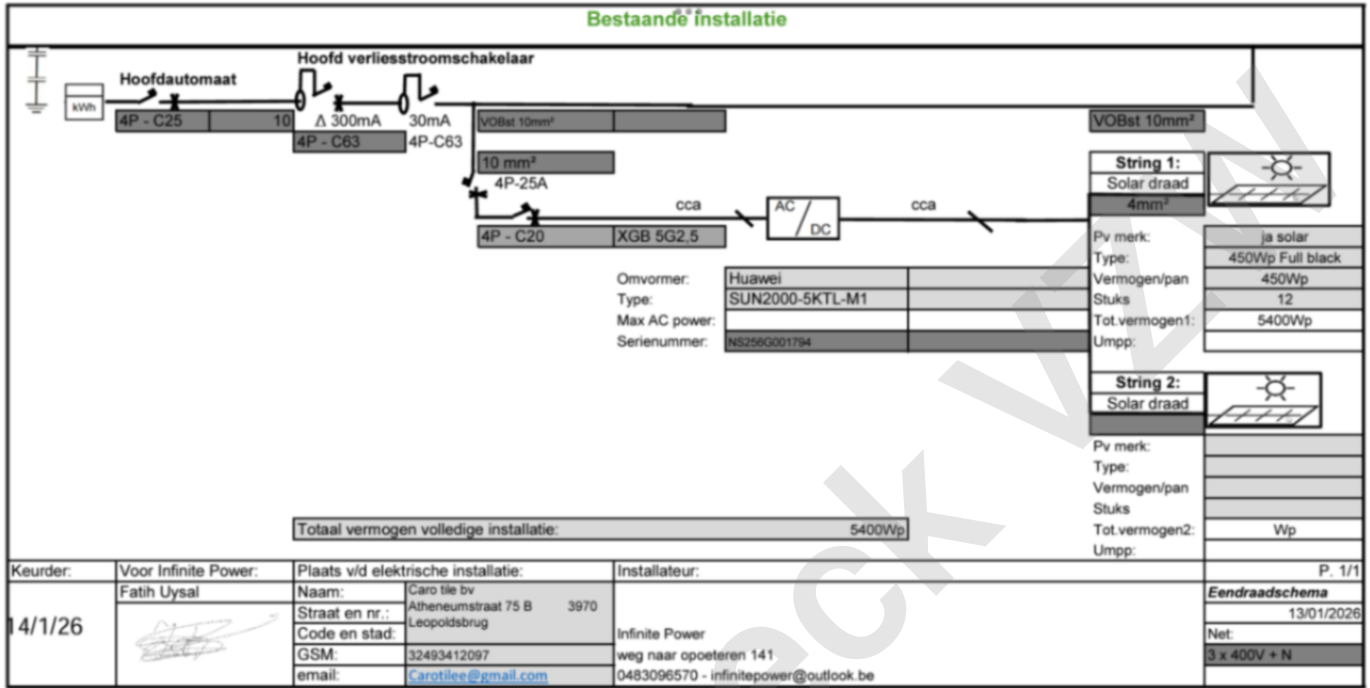 Bestaande installatie
Hoofd verliesstroomschakelaar
Hoofdautomaat
kWh
4P - C25 10
Δ 300mA
30mA
4P - C63
4P-C63
VOBst 10mm²
VOBst 10mm²
10 mm²
4P-25A
4P - C20
XGB 5G2,5
cca
AC
DC
cca
String 1:
Solar draad
4mm²
Pv merk: ja solar
Type: 450Wp Full black
Vermogen/pan 450Wp
Stuks 12
Tot.vermogen1: 5400Wp
Umpp:
Omvormer: Huawei
Type: SUN2000-5KTL-M1
Max AC power:
Serienummer: NS256G001794
String 2:
Solar draad
Pv merk:
Type:
Vermogen/pan
Stuks
Tot.vermogen2: Wp
Umpp:
Totaal vermogen volledige installatie: 5400Wp
Keurder:
14/1/26
Voor Infinite Power:
Fatih Uysal
Plaats v/d elektrische installatie:
Naam: Caro tile bv
Straat en nr.: Atheneumstraat 75 B 3970
Code en stad: Leopoldsbrug
GSM: 32493412097
email: Carotilee@gmail.com
Installateur:
Infinite Power
weg naar opoeteren 141
0483096570 - infinitepower@outlook.be
P. 1/1
Eendraadschema
13/01/2026
Net:
3 x 400V + N
eck VZW